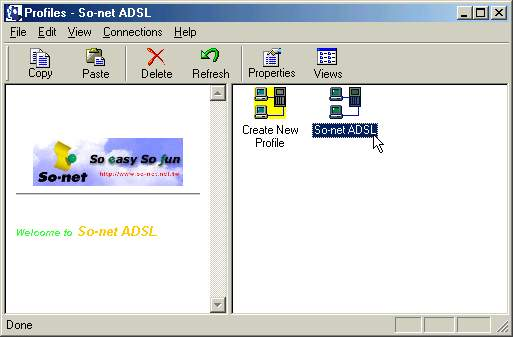 Profiles - So-net ADSL
File Edit View Connections Help
Copy Paste Delete Refresh Properties Views
So-net
So easy So fun
http://www.so-net.net.tw
Welcome to So-net ADSL
Create New
Profile
So-net ADSL
Done